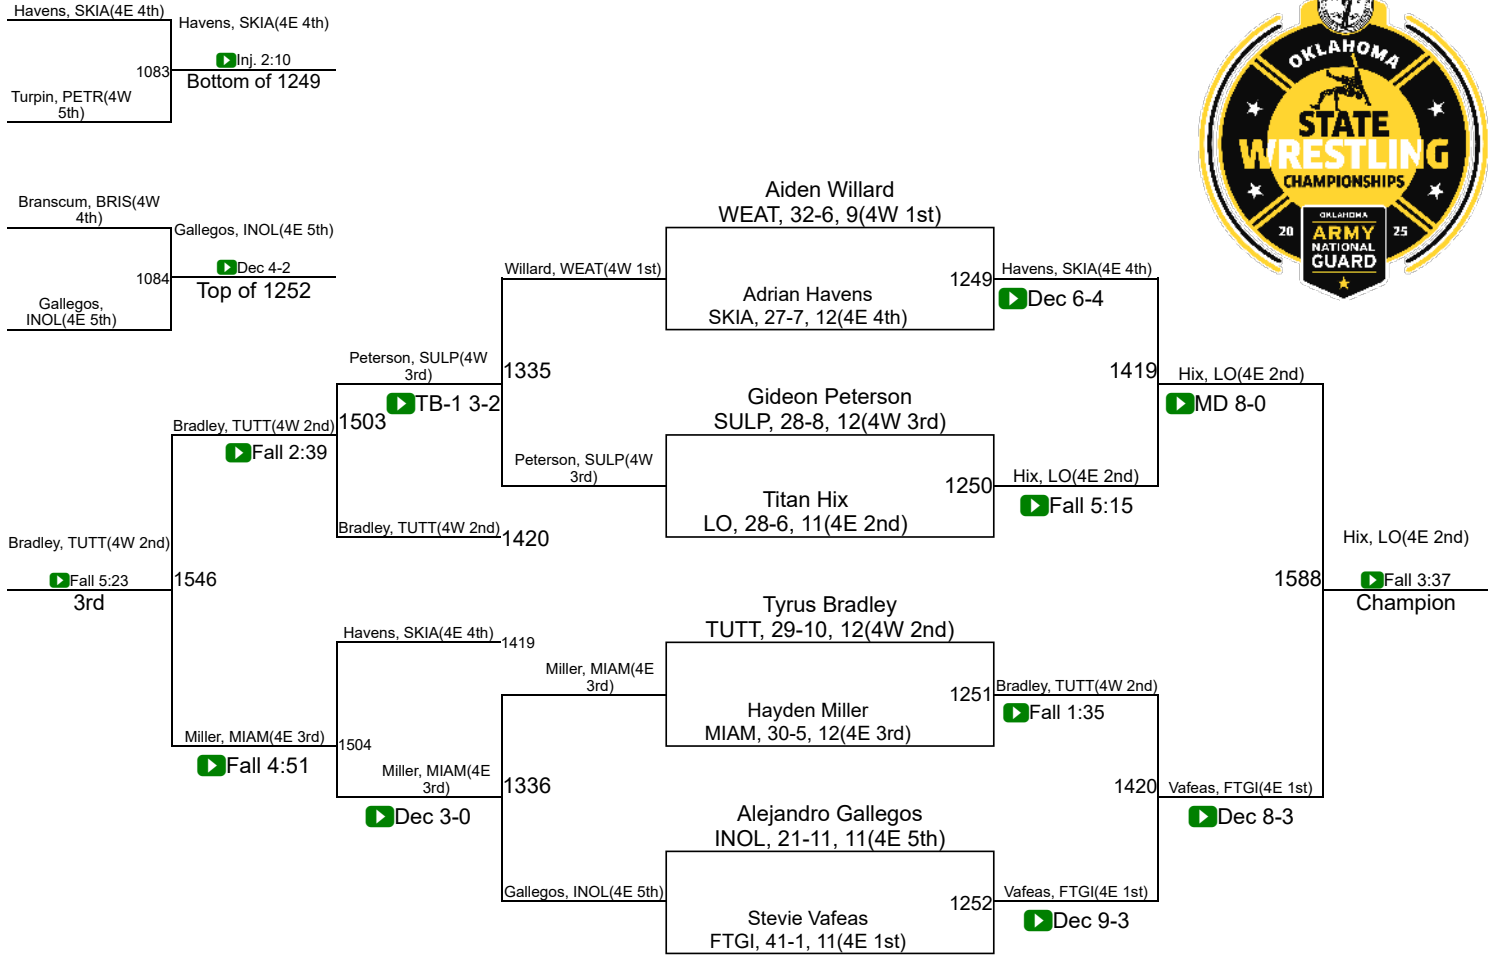 Havens, SKIA(4E 4th)
Havens, SKIA(4E 4th)
Inj. 2:10
1083
Bottom of 1249
Turpin, PETR(4W
5th)
Branscum, BRIS(4W
4th)
Gallegos, INOL(4E 5th)
Dec 4-2
1084
Top of 1252
Gallegos,
INOL(4E 5th)
OKLAHOMA
STATE
WRESTLING
CHAMPIONSHIPS
OKLAHOMA
20 ARMY 25
NATIONAL
GUARD
Aiden Willard
WEAT, 32-6, 9(4W 1st)
Willard, WEAT(4W 1st)
1249
Havens, SKIA(4E 4th)
Dec 6-4
Adrian Havens
SKIA, 27-7, 12(4E 4th)
Peterson, SULP(4W
3rd)
1335
TB-1 3-2
1419
Hix, LO(4E 2nd)
MD 8-0
Gideon Peterson
SULP, 28-8, 12(4W 3rd)
Bradley, TUTT(4W 2nd)
1503
Fall 2:39
Peterson, SULP(4W
3rd)
1250
Hix, LO(4E 2nd)
Fall 5:15
Titan Hix
LO, 28-6, 11(4E 2nd)
Bradley, TUTT(4W 2nd)
1420
Bradley, TUTT(4W 2nd)
Fall 5:23
3rd
1546
Hix, LO(4E 2nd)
1588
Fall 3:37
Champion
Tyrus Bradley
TUTT, 29-10, 12(4W 2nd)
Havens, SKIA(4E 4th)
1419
Miller, MIAM(4E
3rd)
1251
Bradley, TUTT(4W 2nd)
Fall 1:35
Hayden Miller
MIAM, 30-5, 12(4E 3rd)
Miller, MIAM(4E 3rd)
1504
Fall 4:51
Miller, MIAM(4E
3rd)
1336
Dec 3-0
1420
Vafeas, FTGI(4E 1st)
Dec 8-3
Alejandro Gallegos
INOL, 21-11, 11(4E 5th)
Gallegos, INOL(4E 5th)
1252
Vafeas, FTGI(4E 1st)
Dec 9-3
Stevie Vafeas
FTGI, 41-1, 11(4E 1st)